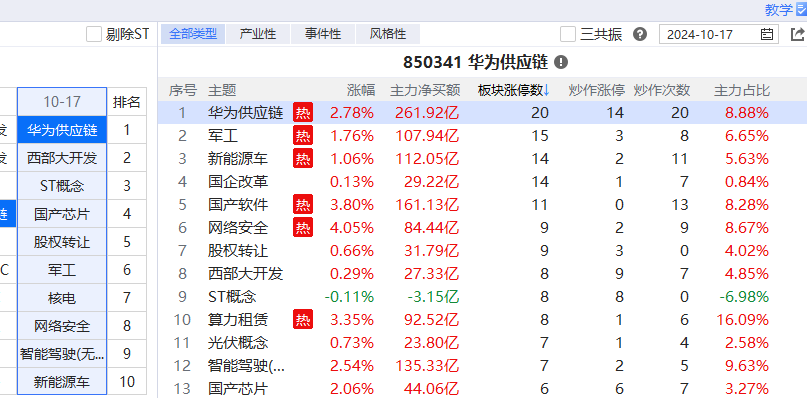 教学
剔除ST 全部类型 产业性 事件性 风格性 三共振 2024-10-17
850341 华为供应链
10-17 排名
华为供应链 1
发 西部大开发 2
ST概念 3
链 国产芯片 4
股权转让 5
C 军工 6
核电 7
网络安全 8
智能驾驶(无... 9
新能源车 10
序号 主题 涨幅 主力净买额 板块涨停数↓ 炒作涨停 炒作次数 主力占比
1 华为供应链 热 2.78% 261.92亿 20 14 20 8.88%
2 军工 热 1.76% 107.94亿 15 3 8 6.65%
3 新能源车 热 1.06% 112.05亿 14 2 11 5.63%
4 国企改革 0.13% 29.22亿 14 1 7 0.84%
5 国产软件 热 3.80% 161.13亿 11 0 13 8.28%
6 网络安全 热 4.05% 84.44亿 9 2 9 8.67%
7 股权转让 0.66% 31.79亿 9 3 0 4.02%
8 西部大开发 0.29% 27.33亿 8 9 7 4.85%
9 ST概念 -0.11% -3.15亿 8 8 0 -6.98%
10 算力租赁 热 3.35% 92.52亿 8 1 6 16.09%
11 光伏概念 0.73% 23.80亿 7 1 4 2.58%
12 智能驾驶(... 2.54% 135.33亿 7 2 5 9.63%
13 国产芯片 2.06% 44.06亿 6 6 7 3.27%